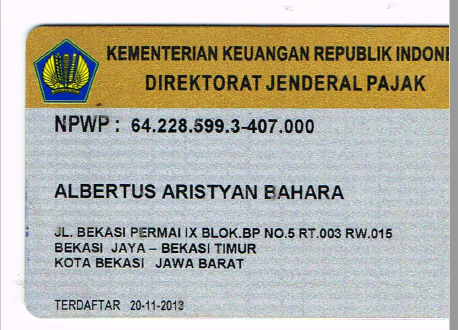 KEMENTERIAN KEUANGAN REPUBLIK INDONE
DIREKTORAT JENDERAL PAJAK
NPWP : 64.228.599.3-407.000
ALBERTUS ARISTYAN BAHARA
JL. BEKASI PERMAI IX BLOK.BP NO.5 RT.003 RW.015
BEKASI JAYA – BEKASI TIMUR
KOTA BEKASI JAWA BARAT
TERDAFTAR 20-11-2013